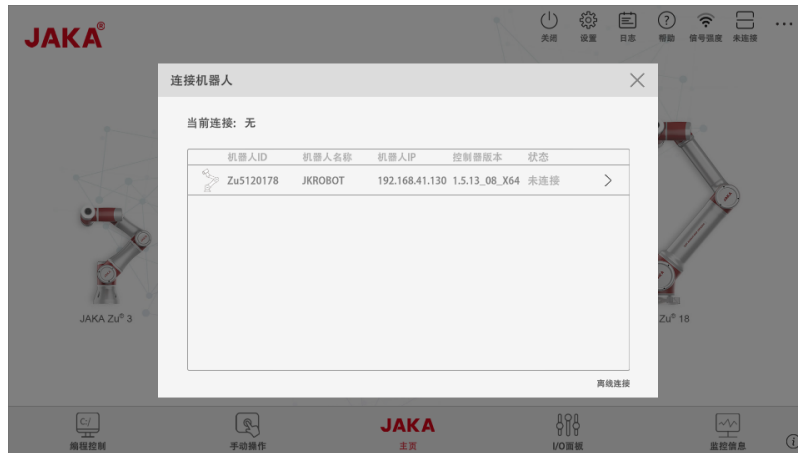 JAKA®
关闭 设置 日志 帮助 信号强度 未连接
连接机器人
当前连接: 无
机器人ID 机器人名称 机器人IP 控制器版本 状态
Zu5120178 JKROBOT 192.168.41.130 1.5.13_08_X64 未连接
JAKA Zu® 3
Zu® 18
离线连接
C:/
JAKA
编程控制 手动操作 主页 I/O面板 监控信息